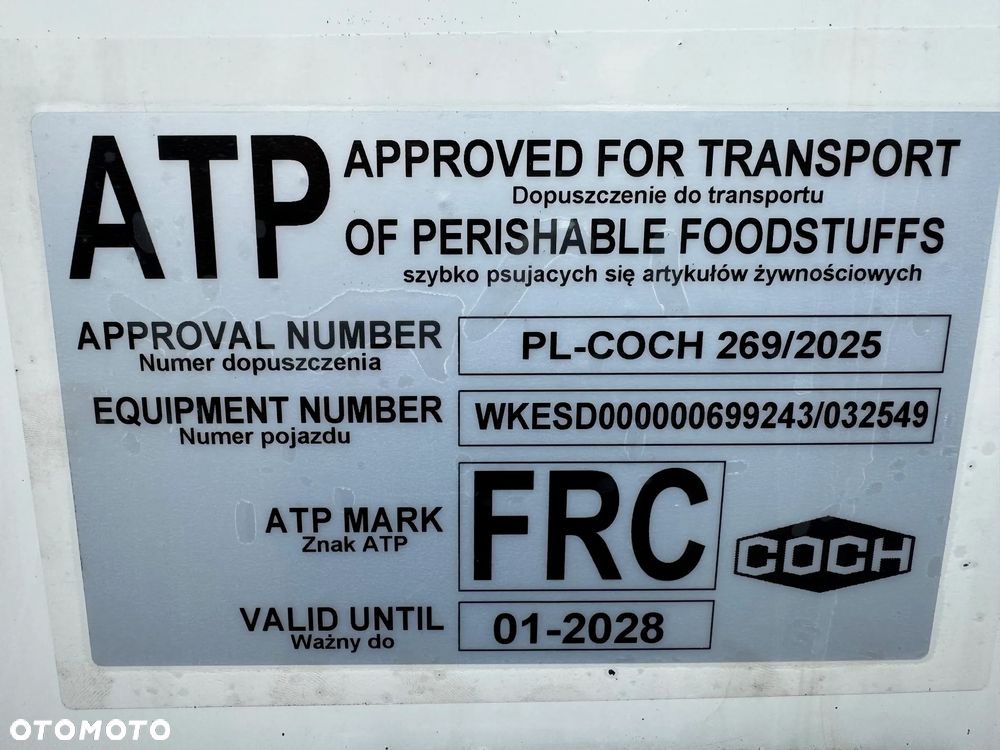 ATP
APPROVED FOR TRANSPORT
Dopuszczenie do transportu
OF PERISHABLE FOODSTUFFS
szybko psujacych się artykułów żywnościowych
APPROVAL NUMBER
Numer dopuszczenia
PL-COCH 269/2025
EQUIPMENT NUMBER
Numer pojazdu
WKESD000000699243/032549
ATP MARK
Znak ATP
FRC
COCH
VALID UNTIL
Ważny do
01-2028
OTOMOTO